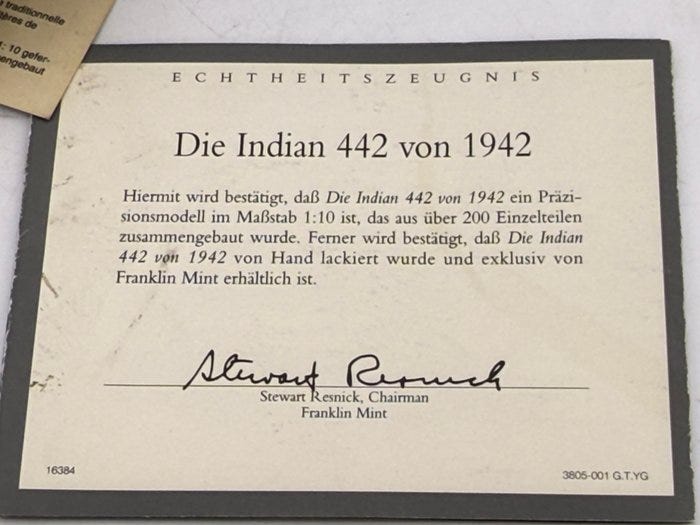 traditionnelle
de
1:10 gefer-
engebaut
ECHTHEITSZEUGNIS
Die Indian 442 von 1942
Hiermit wird bestätigt, daß Die Indian 442 von 1942 ein Präzi-
sionsmodell im Maßstab 1:10 ist, das aus über 200 Einzelteilen
zusammengebaut wurde. Ferner wird bestätigt, daß Die Indian
442 von 1942 von Hand lackiert wurde und exklusiv von
Franklin Mint erhältlich ist.
Stewart Resnick
Stewart Resnick, Chairman
Franklin Mint
16384
3805-001 G.T.YG